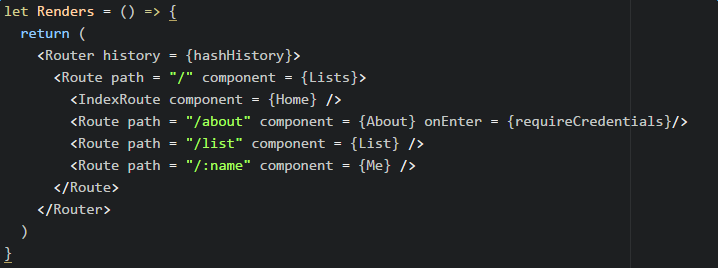 let Renders = () => {
  return (
    <Router history = {hashHistory}>
      <Route path = "/" component = {Lists}>
        <IndexRoute component = {Home} />
        <Route path = "/about" component = {About} onEnter = {requireCredentials}/>
        <Route path = "/list" component = {List} />
        <Route path = "/:name" component = {Me} />
      </Route>
    </Router>
  )
}